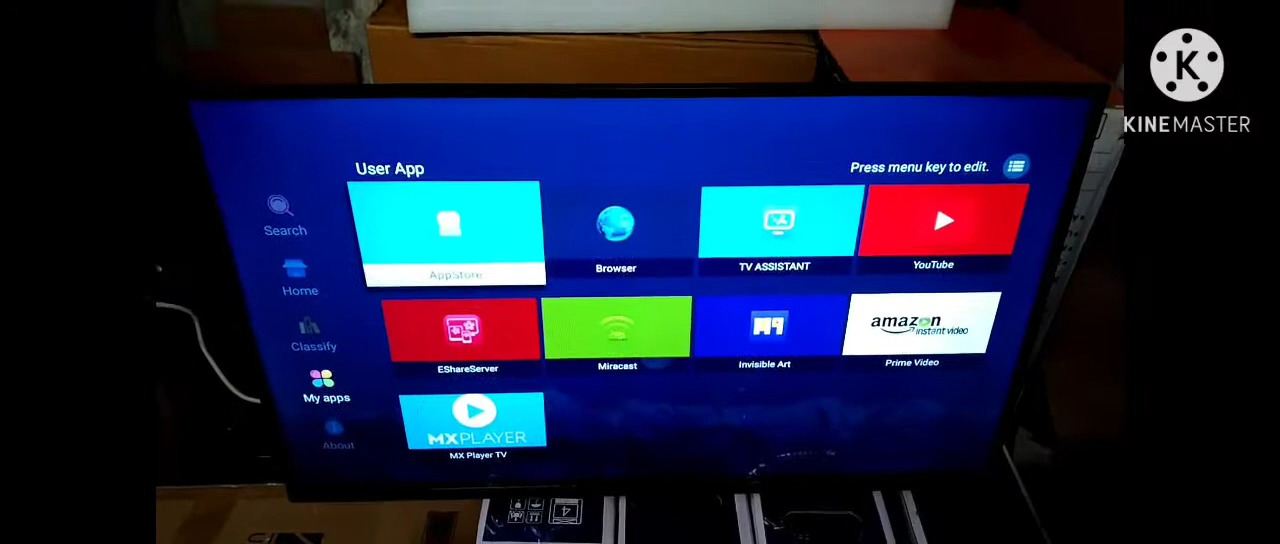 K
KINEMASTER
User App
Press menu key to edit.
Search
Home
Classify
My apps
About
AppStore
Browser
TV ASSISTANT
YouTube
EShareServer
Miracast
Invisible Art
amazon
instant video
Prime Video
MXPLAYER
MX Player TV
4